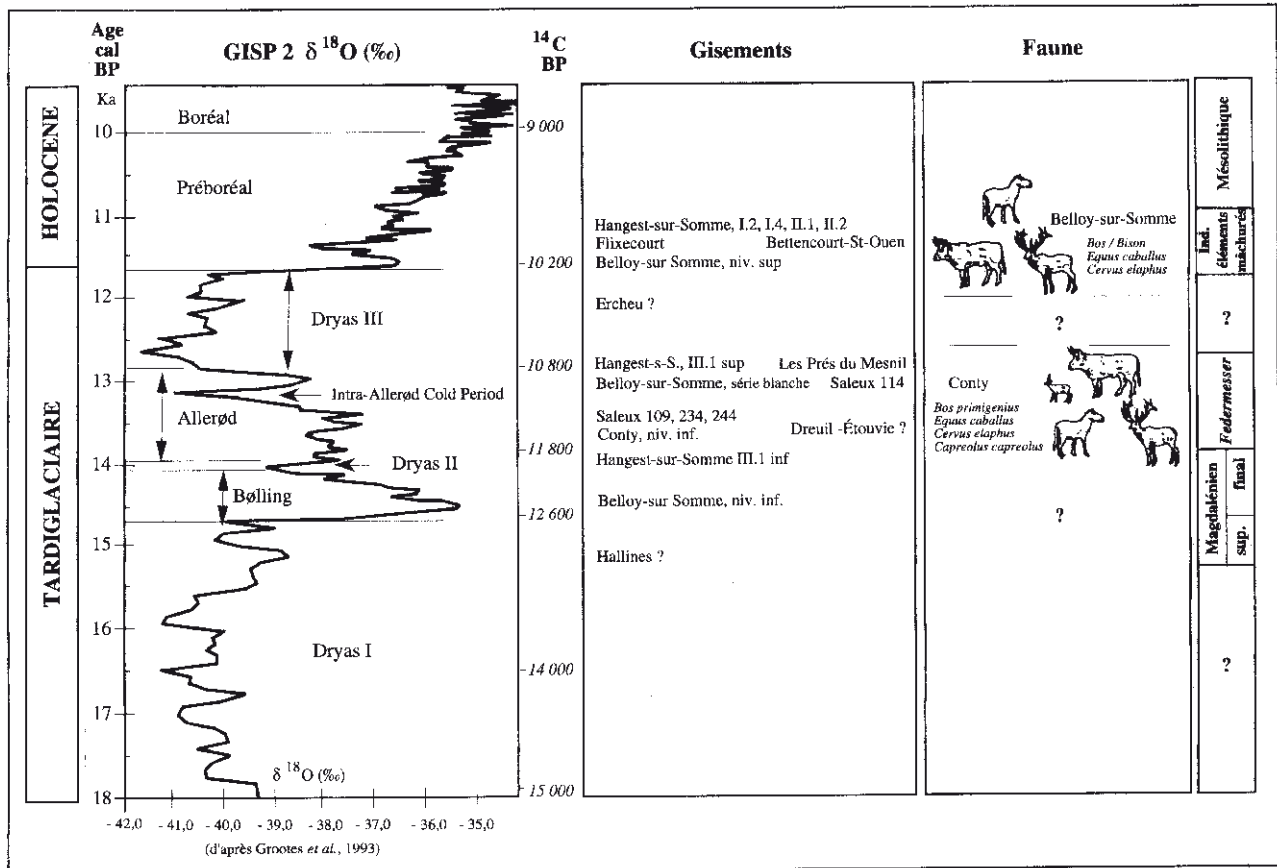 Age
cal
BP
GISP 2 δ ¹⁸O (‰)
¹⁴C
BP
Gisements
Faune
HOLOCENE
TARDIGLACIAIRE
Ka
10
11
12
13
14
15
16
17
18
Boréal
Préboréal
Dryas III
Intra-Allerød Cold Period
Allerød
Dryas II
Bølling
Dryas I
δ ¹⁸O (‰)
- 42,0 - 41,0 - 40,0 - 39,0 - 38,0 - 37,0 - 36,0 - 35,0
(d'après Grootes et al., 1993)
-9 000
-10 200
-10 800
-11 800
-12 600
- 14 000
- 15 000
Hangest-sur-Somme, I.2, I.4, II.1, II.2
Flixecourt Bettencourt-St-Ouen
Belloy-sur Somme, niv. sup
Ercheu ?
Hangest-s-S., III.1 sup Les Prés du Mesnil
Belloy-sur-Somme, série blanche Saleux 114
Saleux 109, 234, 244
Conty, niv. inf. Dreuil -Étouvie ?
Hangest-sur-Somme III.1 inf
Belloy-sur Somme, niv. inf.
Hallines ?
Belloy-sur-Somme
Bos / Bison
Equus caballus
Cervus elaphus
?
Conty
Bos primigenius
Equus caballus
Cervus elaphus
Capreolus capreolus
?
Mésolithique
Ind.
éléments
mâchurés
?
Federmesser
Magdalénien
final
sup.
?